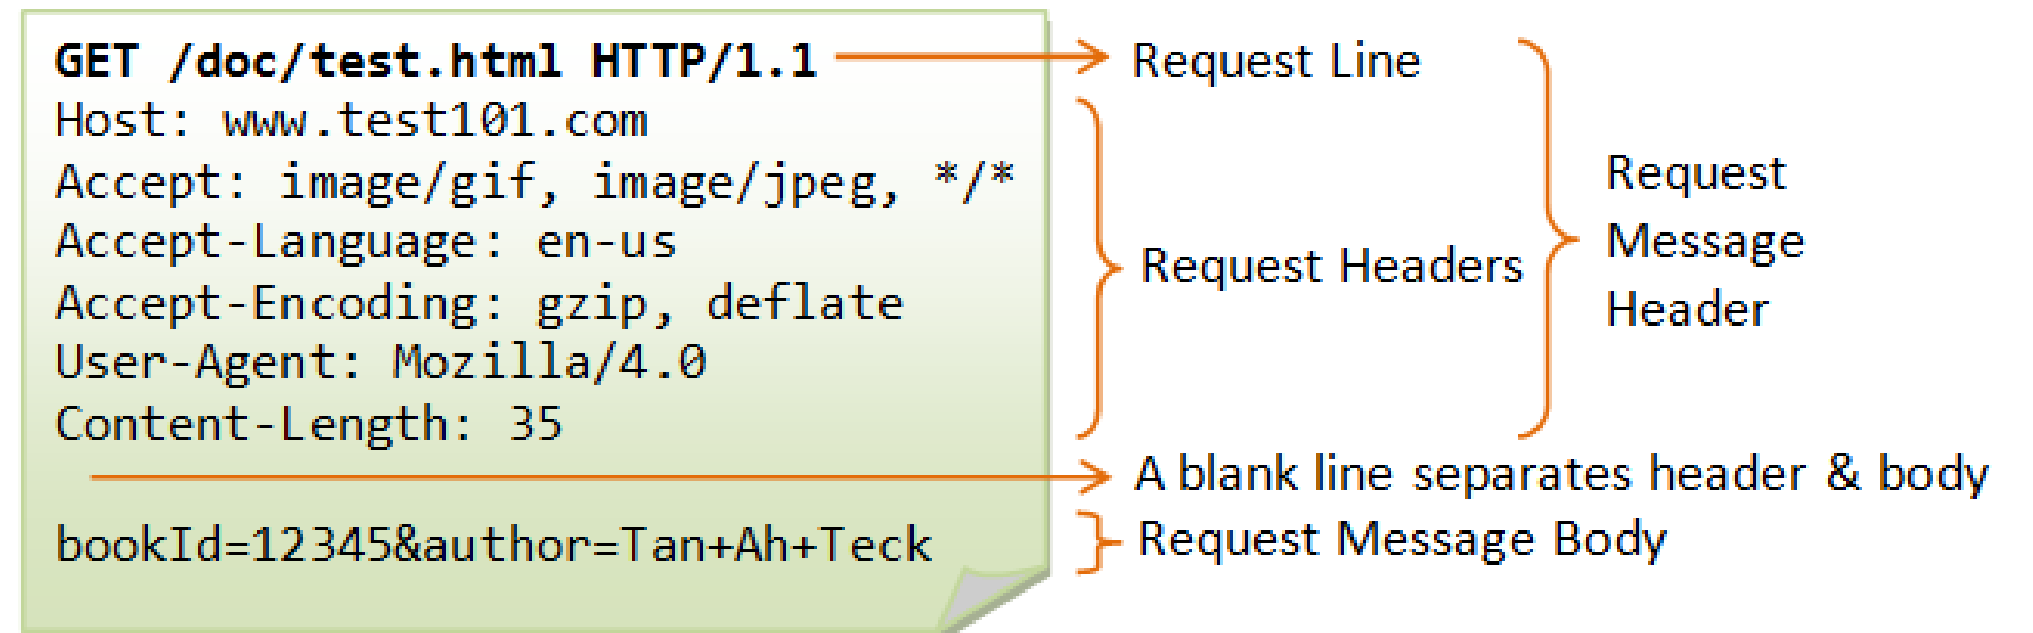 GET /doc/test.html HTTP/1.1
Host: www.test101.com
Accept: image/gif, image/jpeg, */*
Accept-Language: en-us
Accept-Encoding: gzip, deflate
User-Agent: Mozilla/4.0
Content-Length: 35
bookId=12345&author=Tan+Ah+Teck
Request Line
Request Headers
A blank line separates header & body
Request Message Body
Request
Message
Header